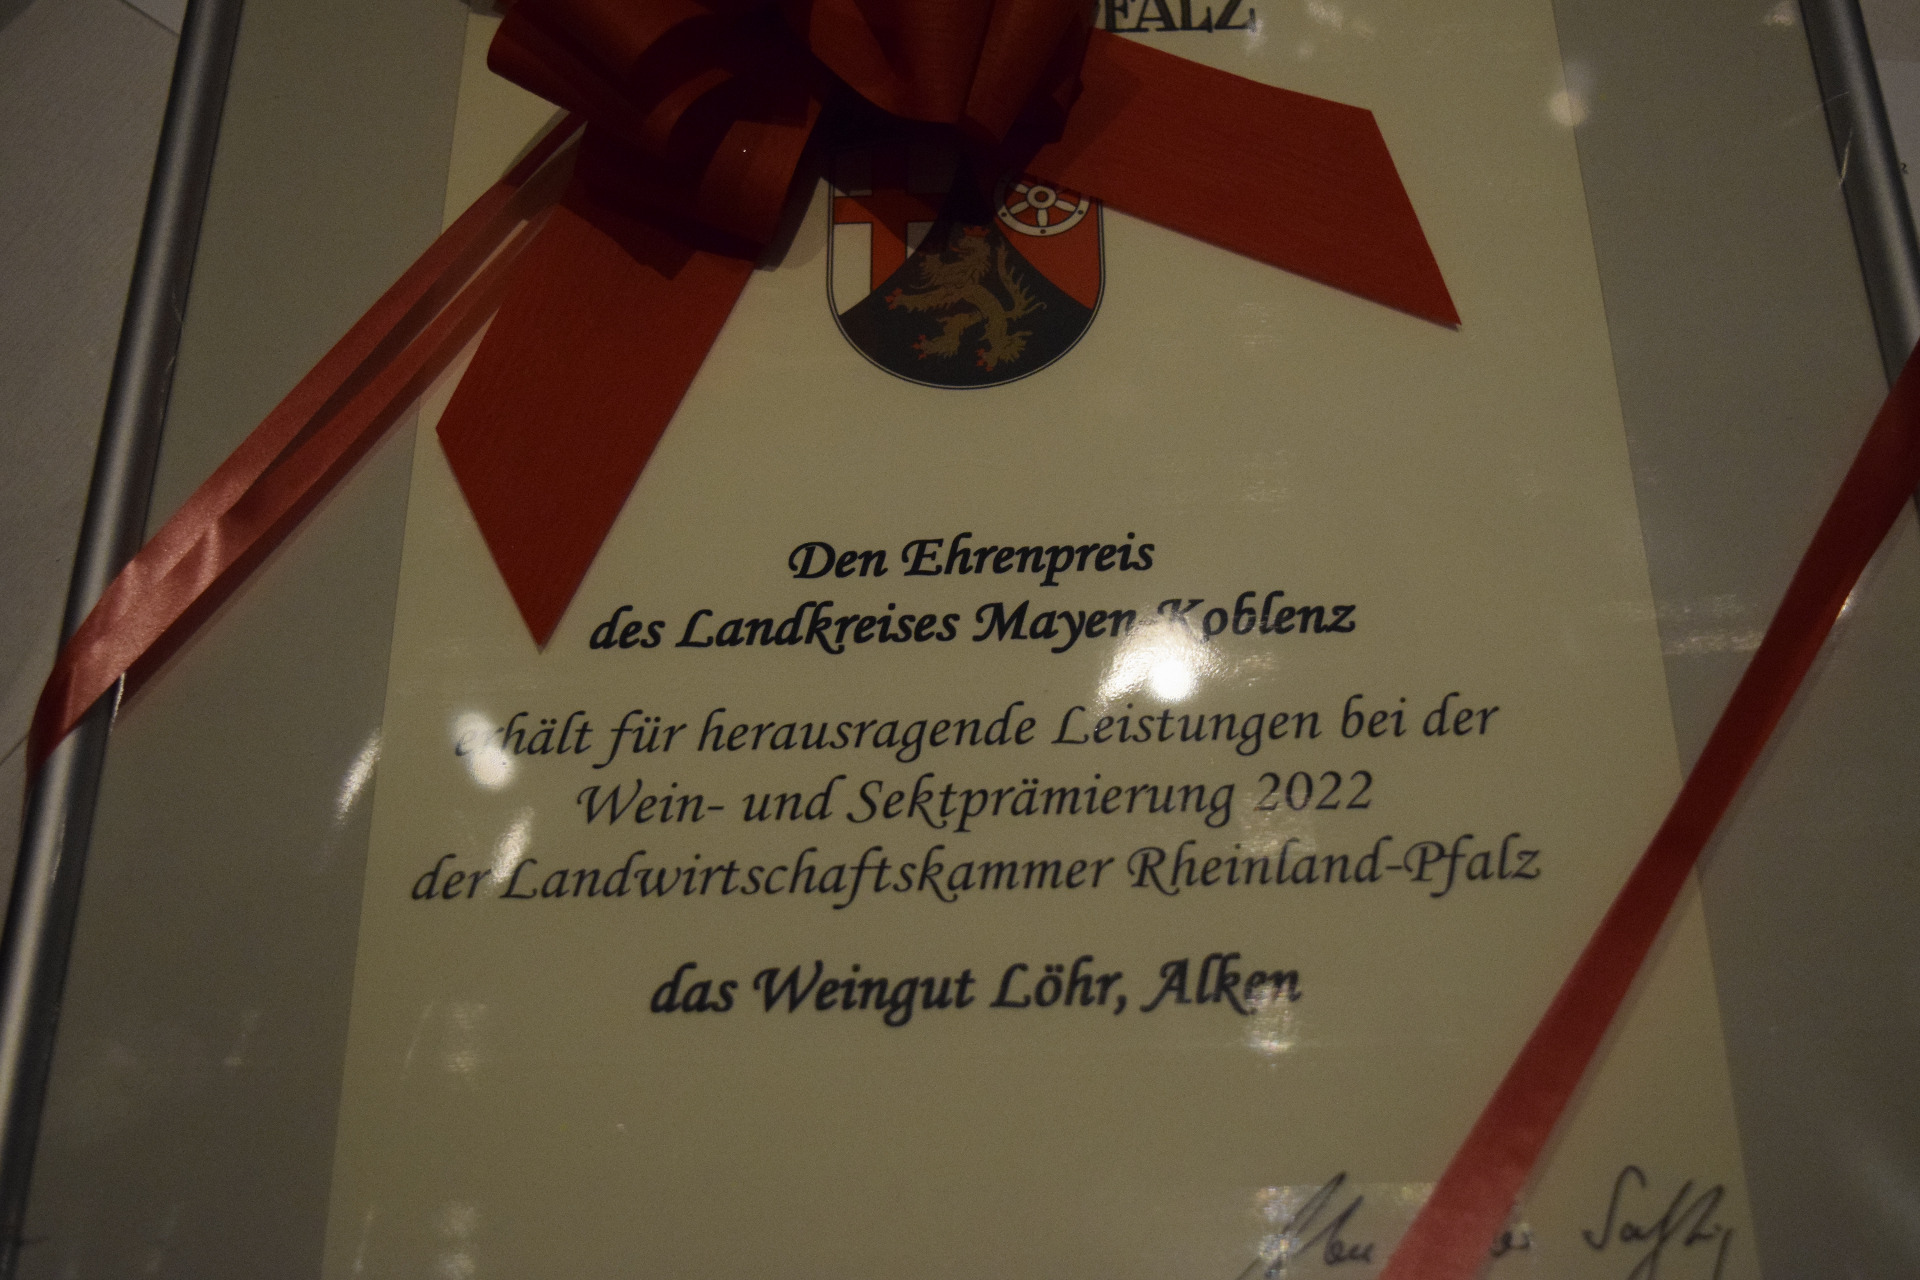 PFALZ
Den Ehrenpreis
des Landkreises Mayen-Koblenz
erhält für herausragende Leistungen bei der
Wein- und Sektprämierung 2022
der Landwirtschaftskammer Rheinland-Pfalz
das Weingut Löhr, Alken